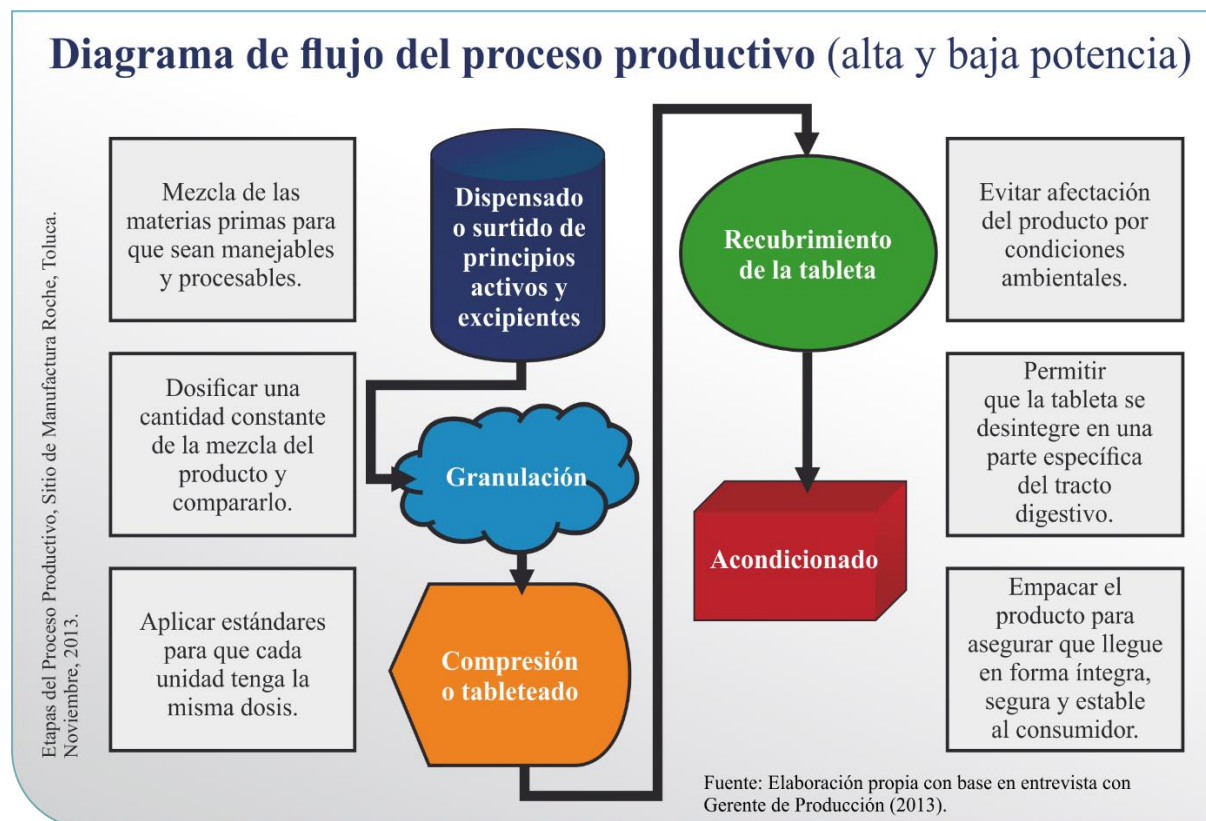 Diagrama de flujo del proceso productivo (alta y baja potencia)
Etapas del Proceso Productivo, Sitio de Manufactura Roche, Toluca.
Noviembre, 2013.
Mezcla de las
materias primas para
que sean manejables
y procesables.
Dosificar una
cantidad constante
de la mezcla del
producto y
compararlo.
Aplicar estándares
para que cada
unidad tenga la
misma dosis.
Dispensado
o surtido de
principios
activos y
excipientes
Granulación
Compresión
o tableteado
Recubrimiento
de la tableta
Acondicionado
Evitar afectación
del producto por
condiciones
ambientales.
Permitir
que la tableta se
desintegre en una
parte específica
del tracto
digestivo.
Empacar el
producto para
asegurar que llegue
en forma íntegra,
segura y estable
al consumidor.
Fuente: Elaboración propia con base en entrevista con
Gerente de Producción (2013).